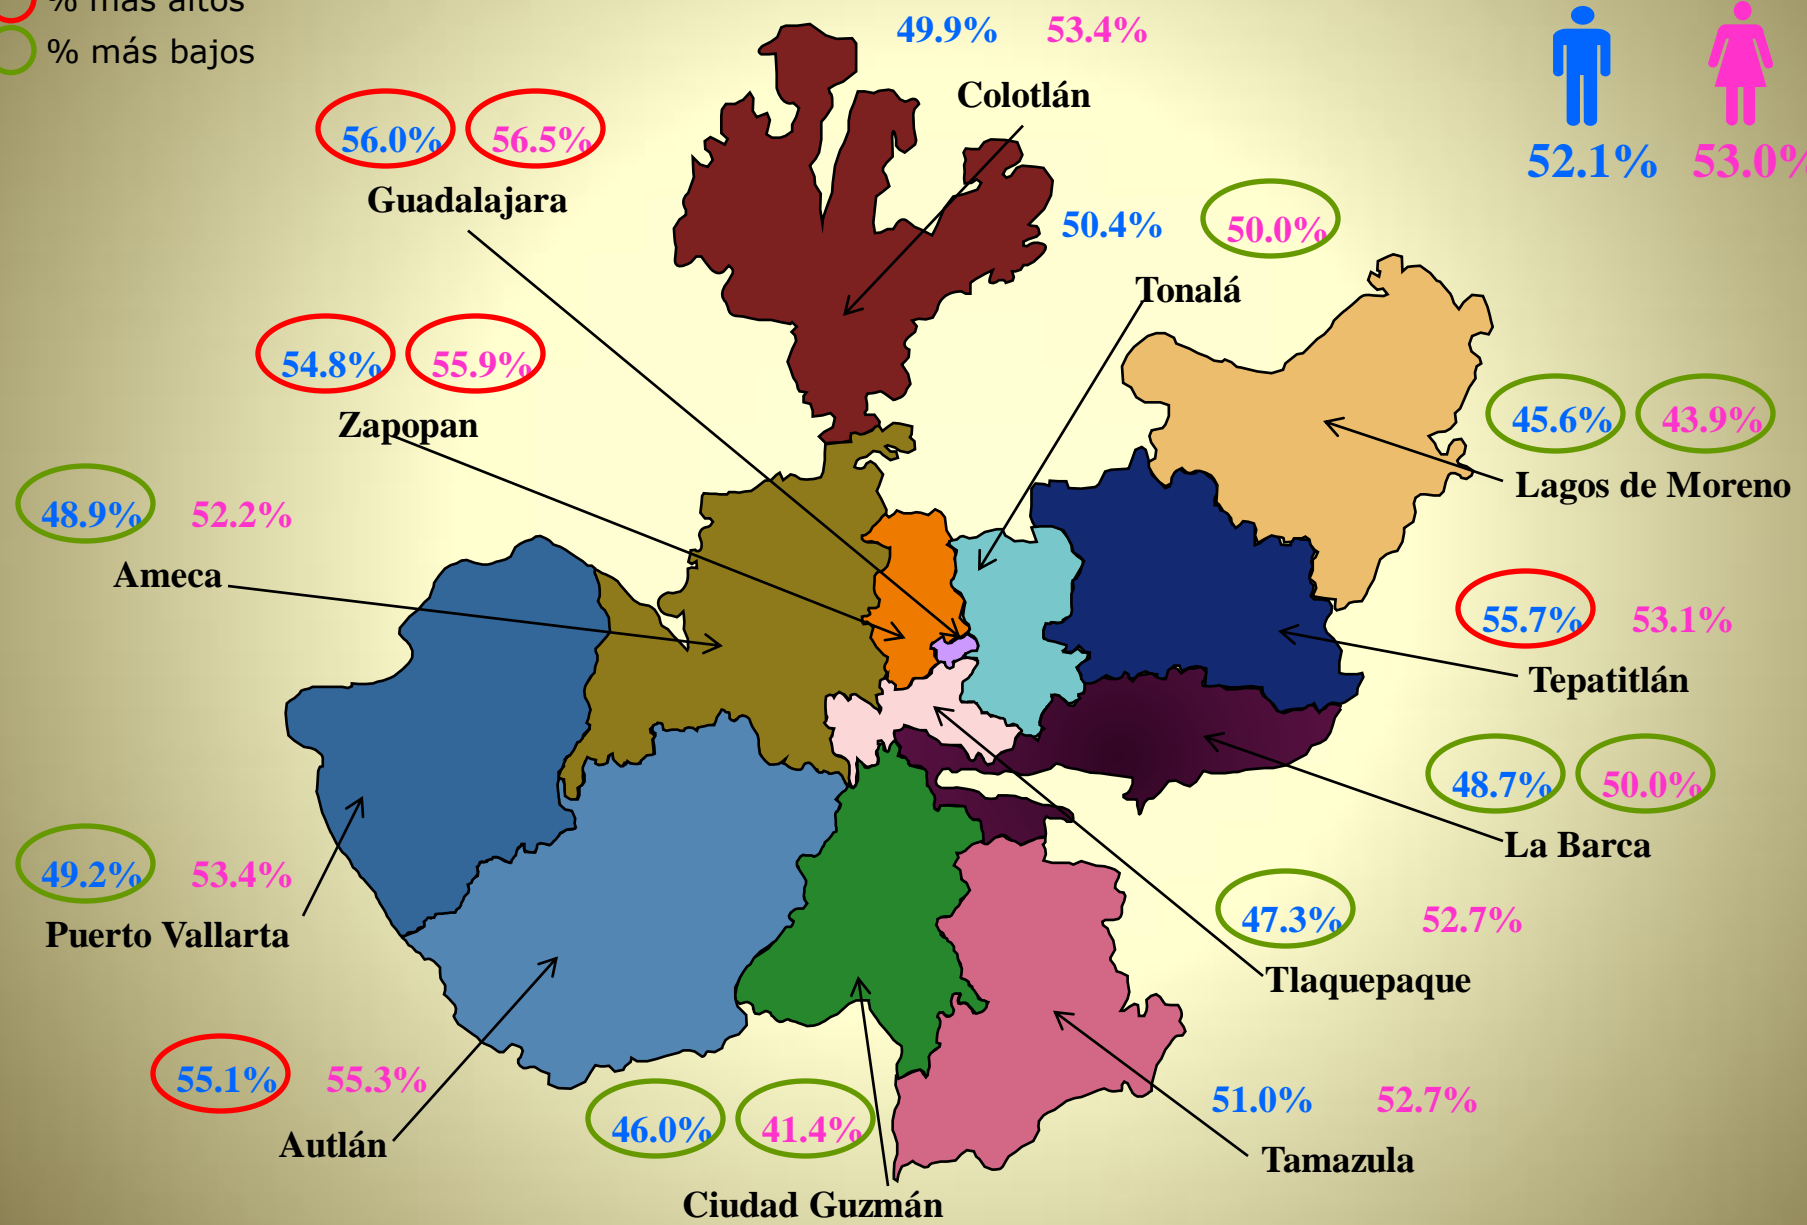 % más altos
% más bajos
49.9% 53.4%
Colotlán
52.1% 53.0%
56.0% 56.5%
Guadalajara
50.4% 50.0%
Tonalá
54.8% 55.9%
Zapopan
45.6% 43.9%
Lagos de Moreno
48.9% 52.2%
Ameca
55.7% 53.1%
Tepatitlán
48.7% 50.0%
La Barca
49.2% 53.4%
Puerto Vallarta
47.3% 52.7%
Tlaquepaque
55.1% 55.3%
Autlán
46.0% 41.4%
Ciudad Guzmán
51.0% 52.7%
Tamazula